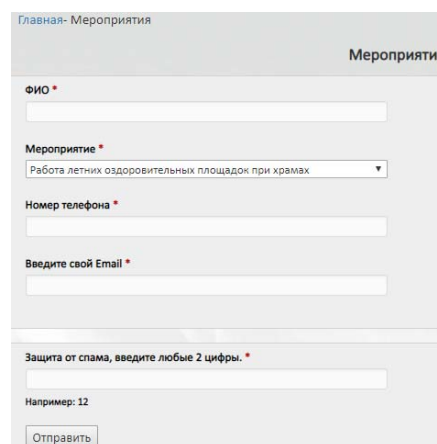 Главная- Мероприятия
Мероприяти
ФИО *
Мероприятие *
Работа летних оздоровительных площадок при храмах
Номер телефона *
Введите свой Email *
Защита от спама, введите любые 2 цифры. *
Например: 12
Отправить